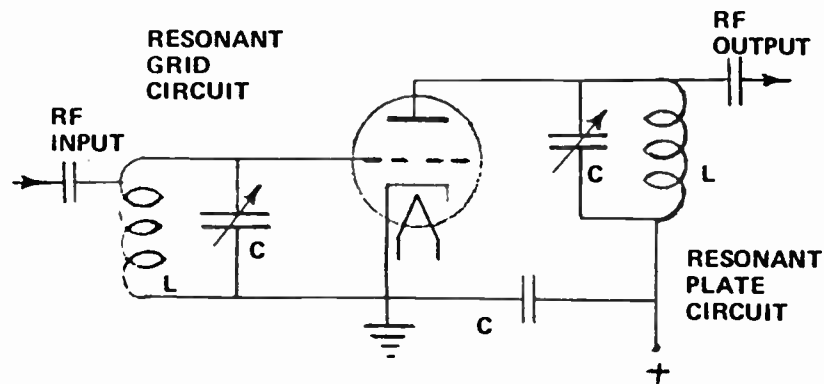 RESONANT
GRID
CIRCUIT
RF
INPUT
C
L
RF
OUTPUT
C
L
RESONANT
PLATE
CIRCUIT
C
+